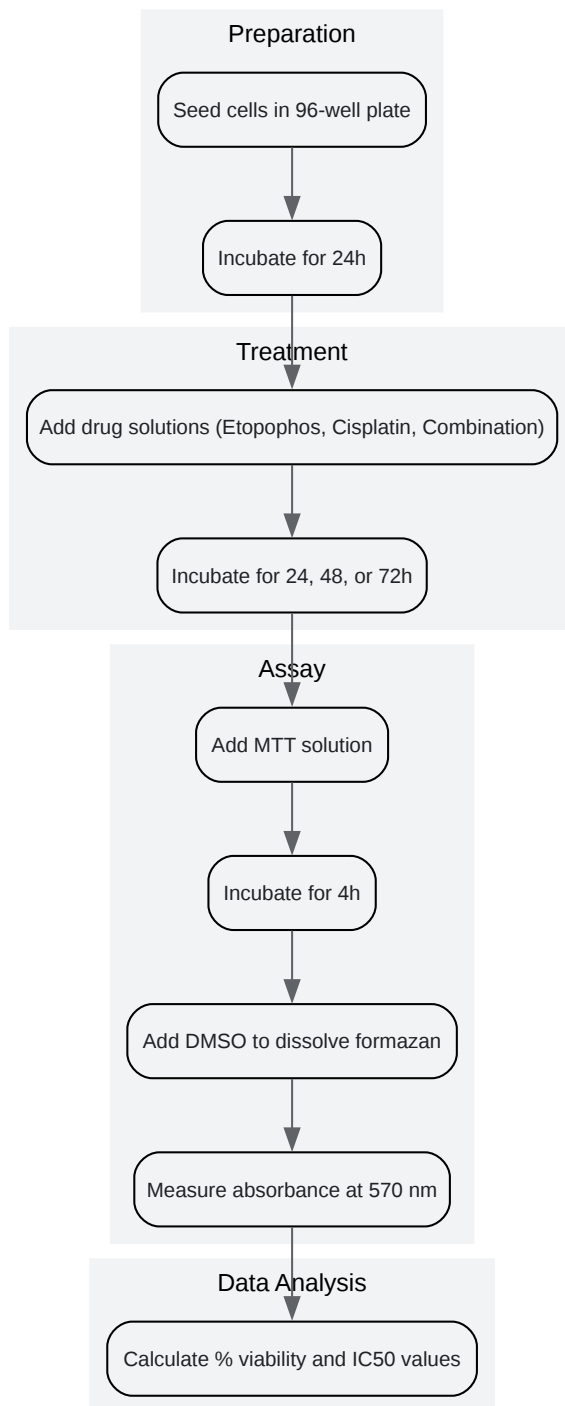 Preparation
Seed cells in 96-well plate
Incubate for 24h
Treatment
Add drug solutions (Etopophos, Cisplatin, Combination)
Incubate for 24, 48, or 72h
Assay
Add MTT solution
Incubate for 4h
Add DMSO to dissolve formazan
Measure absorbance at 570 nm
Data Analysis
Calculate % viability and IC50 values